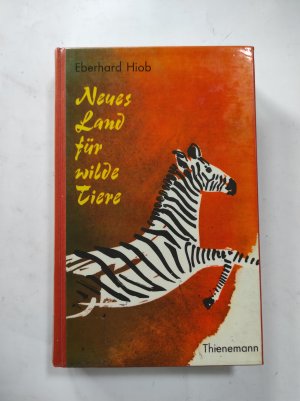 Eberhard Hiob
Neues
Land
für
wilde
Tiere
Thienemann